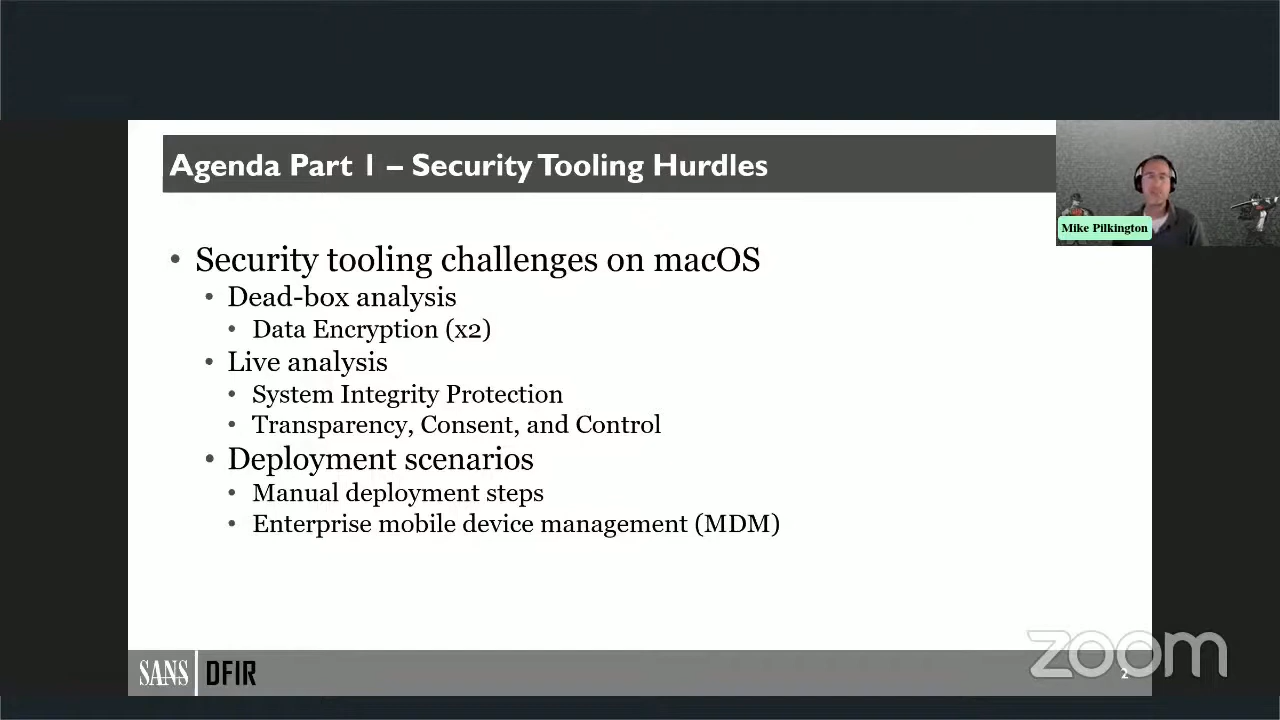 Agenda Part 1 – Security Tooling Hurdles
Mike Pilkington
• Security tooling challenges on macOS
• Dead-box analysis
• Data Encryption (x2)
• Live analysis
• System Integrity Protection
• Transparency, Consent, and Control
• Deployment scenarios
• Manual deployment steps
• Enterprise mobile device management (MDM)
SANS DFIR
zoom
2